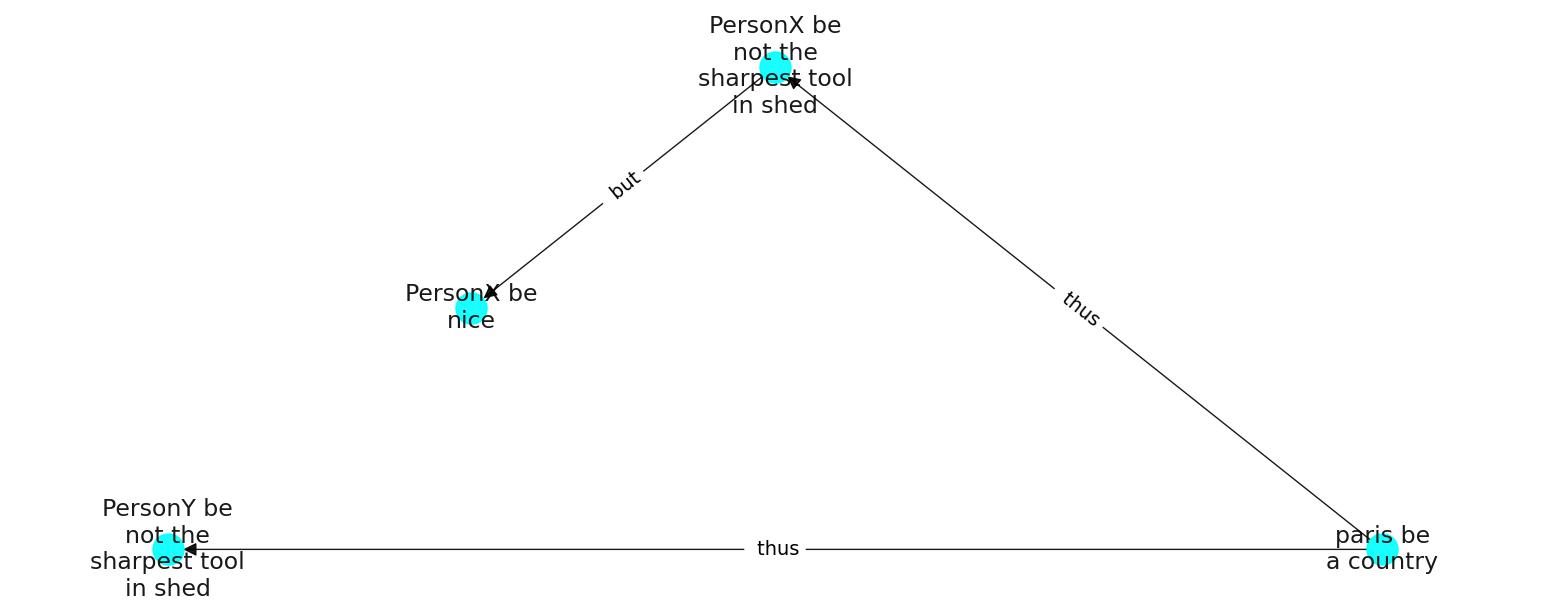 PersonX be
not the
sharpest tool
in shed
but
PersonX be
nice
thus
PersonY be
not the
sharpest tool
in shed
thus
paris be
a country